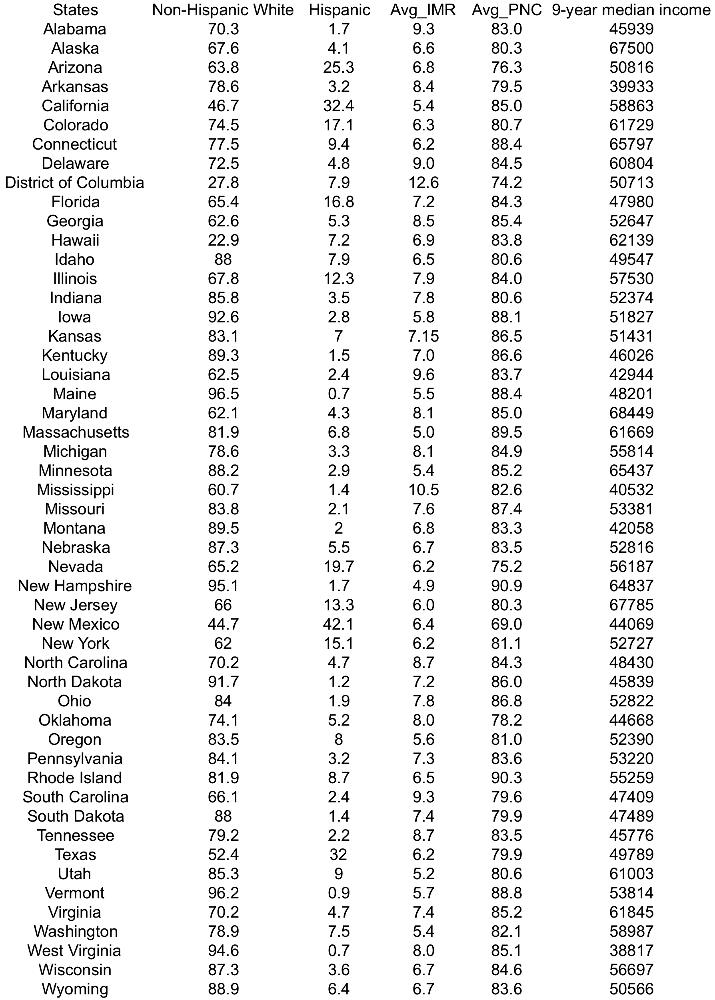 States Non-Hispanic White Hispanic Avg_IMR Avg_PNC 9-year median income
Alabama 70.3 1.7 9.3 83.0 45939
Alaska 67.6 4.1 6.6 80.3 67500
Arizona 63.8 25.3 6.8 76.3 50816
Arkansas 78.6 3.2 8.4 79.5 39933
California 46.7 32.4 5.4 85.0 58863
Colorado 74.5 17.1 6.3 80.7 61729
Connecticut 77.5 9.4 6.2 88.4 65797
Delaware 72.5 4.8 9.0 84.5 60804
District of Columbia 27.8 7.9 12.6 74.2 50713
Florida 65.4 16.8 7.2 84.3 47980
Georgia 62.6 5.3 8.5 85.4 52647
Hawaii 22.9 7.2 6.9 83.8 62139
Idaho 88 7.9 6.5 80.6 49547
Illinois 67.8 12.3 7.9 84.0 57530
Indiana 85.8 3.5 7.8 80.6 52374
Iowa 92.6 2.8 5.8 88.1 51827
Kansas 83.1 7 7.15 86.5 51431
Kentucky 89.3 1.5 7.0 86.6 46026
Louisiana 62.5 2.4 9.6 83.7 42944
Maine 96.5 0.7 5.5 88.4 48201
Maryland 62.1 4.3 8.1 85.0 68449
Massachusetts 81.9 6.8 5.0 89.5 61669
Michigan 78.6 3.3 8.1 84.9 55814
Minnesota 88.2 2.9 5.4 85.2 65437
Mississippi 60.7 1.4 10.5 82.6 40532
Missouri 83.8 2.1 7.6 87.4 53381
Montana 89.5 2 6.8 83.3 42058
Nebraska 87.3 5.5 6.7 83.5 52816
Nevada 65.2 19.7 6.2 75.2 56187
New Hampshire 95.1 1.7 4.9 90.9 64837
New Jersey 66 13.3 6.0 80.3 67785
New Mexico 44.7 42.1 6.4 69.0 44069
New York 62 15.1 6.2 81.1 52727
North Carolina 70.2 4.7 8.7 84.3 48430
North Dakota 91.7 1.2 7.2 86.0 45839
Ohio 84 1.9 7.8 86.8 52822
Oklahoma 74.1 5.2 8.0 78.2 44668
Oregon 83.5 8 5.6 81.0 52390
Pennsylvania 84.1 3.2 7.3 83.6 53220
Rhode Island 81.9 8.7 6.5 90.3 55259
South Carolina 66.1 2.4 9.3 79.6 47409
South Dakota 88 1.4 7.4 79.9 47489
Tennessee 79.2 2.2 8.7 83.5 45776
Texas 52.4 32 6.2 79.9 49789
Utah 85.3 9 5.2 80.6 61003
Vermont 96.2 0.9 5.7 88.8 53814
Virginia 70.2 4.7 7.4 85.2 61845
Washington 78.9 7.5 5.4 82.1 58987
West Virginia 94.6 0.7 8.0 85.1 38817
Wisconsin 87.3 3.6 6.7 84.6 56697
Wyoming 88.9 6.4 6.7 83.6 50566